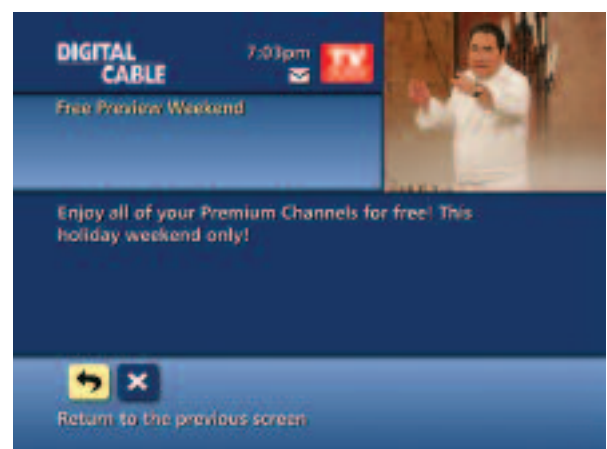 DIGITAL
CABLE
7:03pm
TV
Free Preview Weekend
Enjoy all of your Premium Channels for free! This
holiday weekend only!
Return to the previous screen